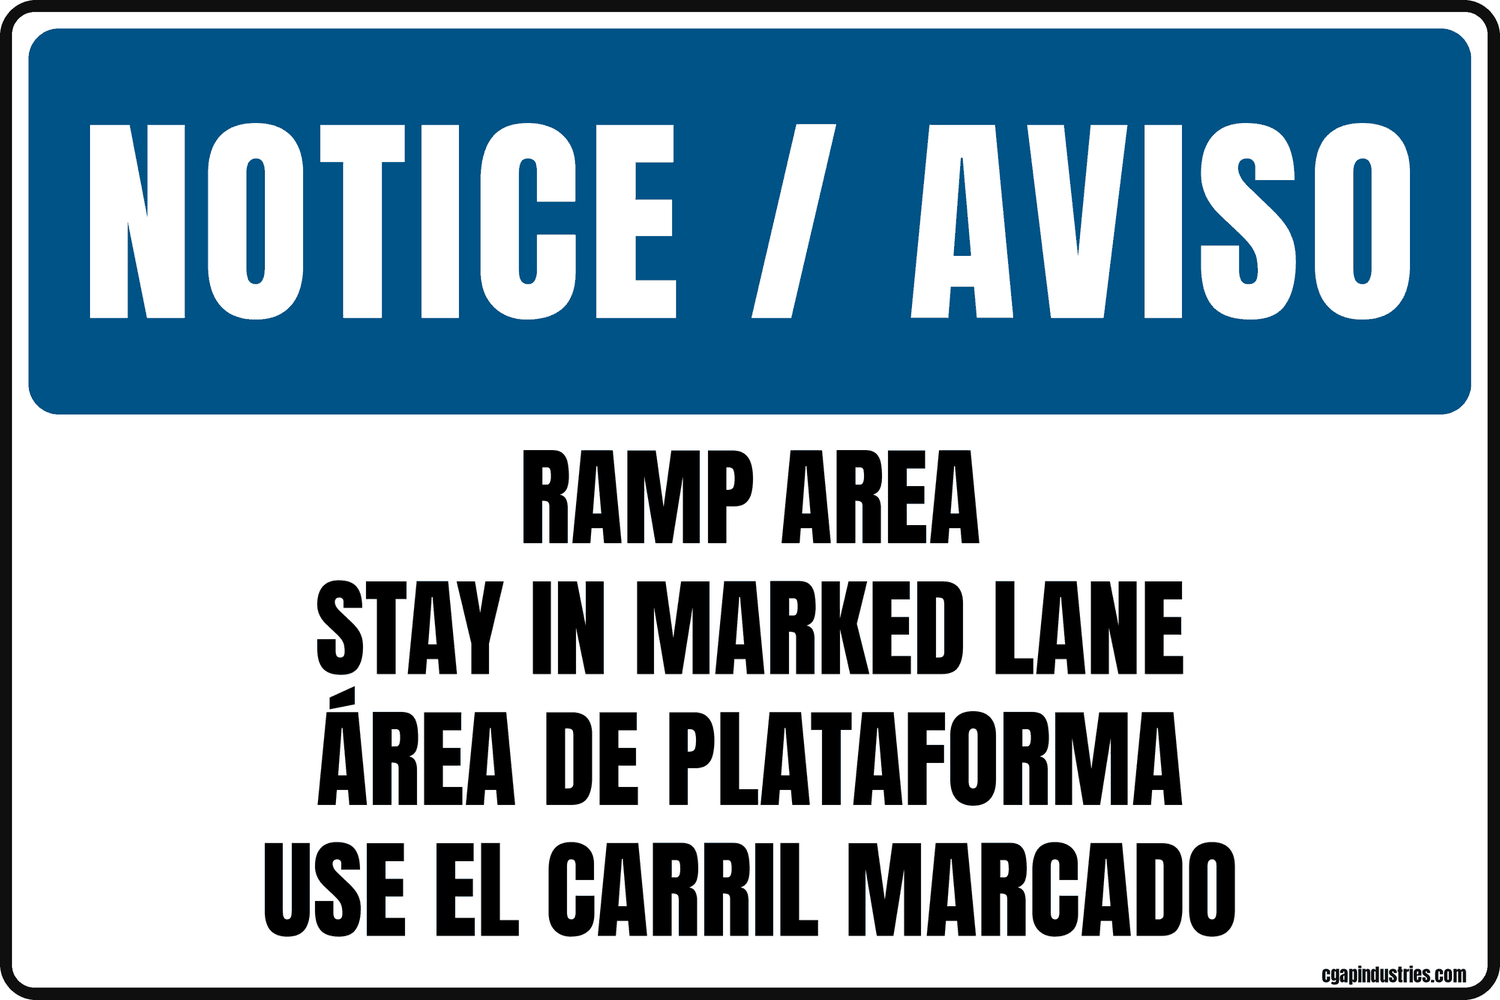 NOTICE / AVISO
RAMP AREA
STAY IN MARKED LANE
ÁREA DE PLATAFORMA
USE EL CARRIL MARCADO
cgapindustries.com